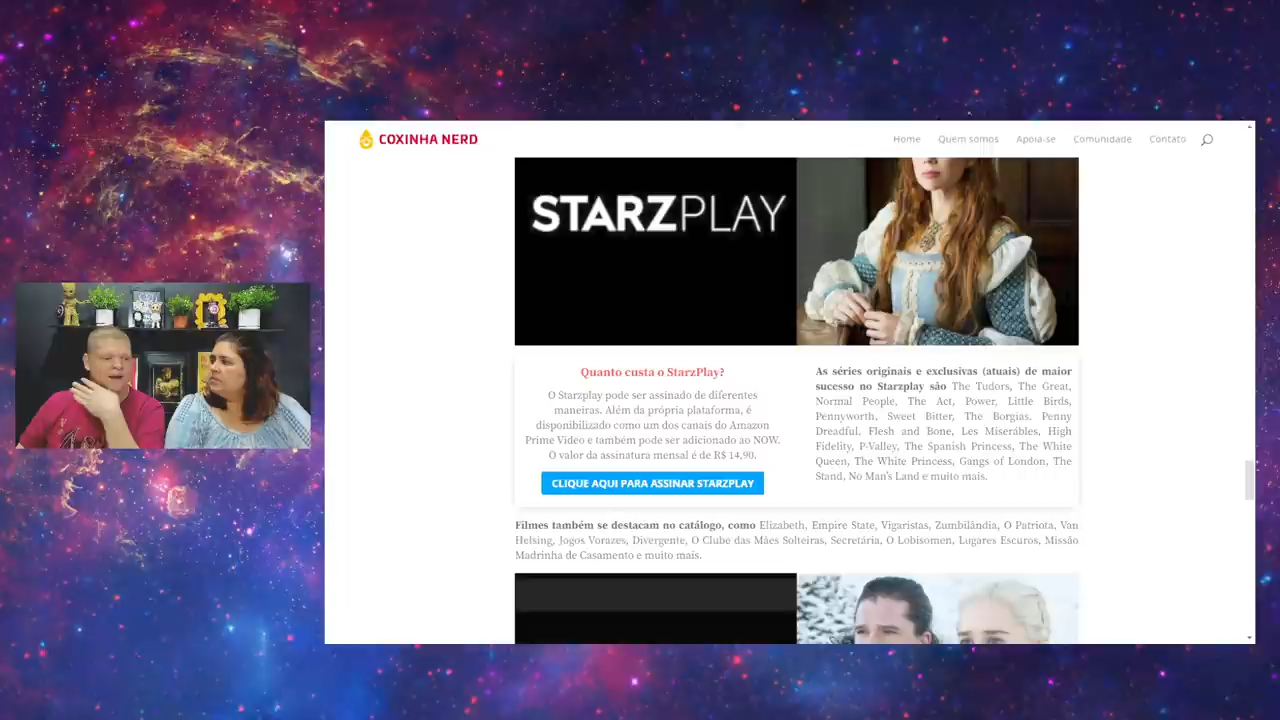 COXINHA NERD
Home Quem somos Apoia-se Comunidade Contato
STARZPLAY
Quanto custa o StarzPlay?
O Starzplay pode ser assinado de diferentes
maneiras. Além da própria plataforma, é
disponibilizado como um dos canais do Amazon
Prime Video e também pode ser adicionado ao NOW.
O valor da assinatura mensal é de R$ 14,90.
CLIQUE AQUI PARA ASSINAR STARZPLAY
As séries originais e exclusivas (atuais) de maior
sucesso no Starzplay são The Tudors, The Great,
Normal People, The Act, Power, Little Birds,
Pennyworth, Sweet Bitter, The Borgias. Penny
Dreadful, Flesh and Bone, Les Miserábles, High
Fidelity, P-Valley, The Spanish Princess, The White
Queen, The White Princess, Gangs of London, The
Stand, No Man's Land e muito mais.
Filmes também se destacam no catálogo, como Elizabeth, Empire State, Vigaristas, Zumbilândia, O Patriota, Van
Helsing, Jogos Vorazes, Divergente, O Clube das Mães Solteiras, Secretária, O Lobisomen, Lugares Escuros, Missão
Madrinha de Casamento e muito mais.